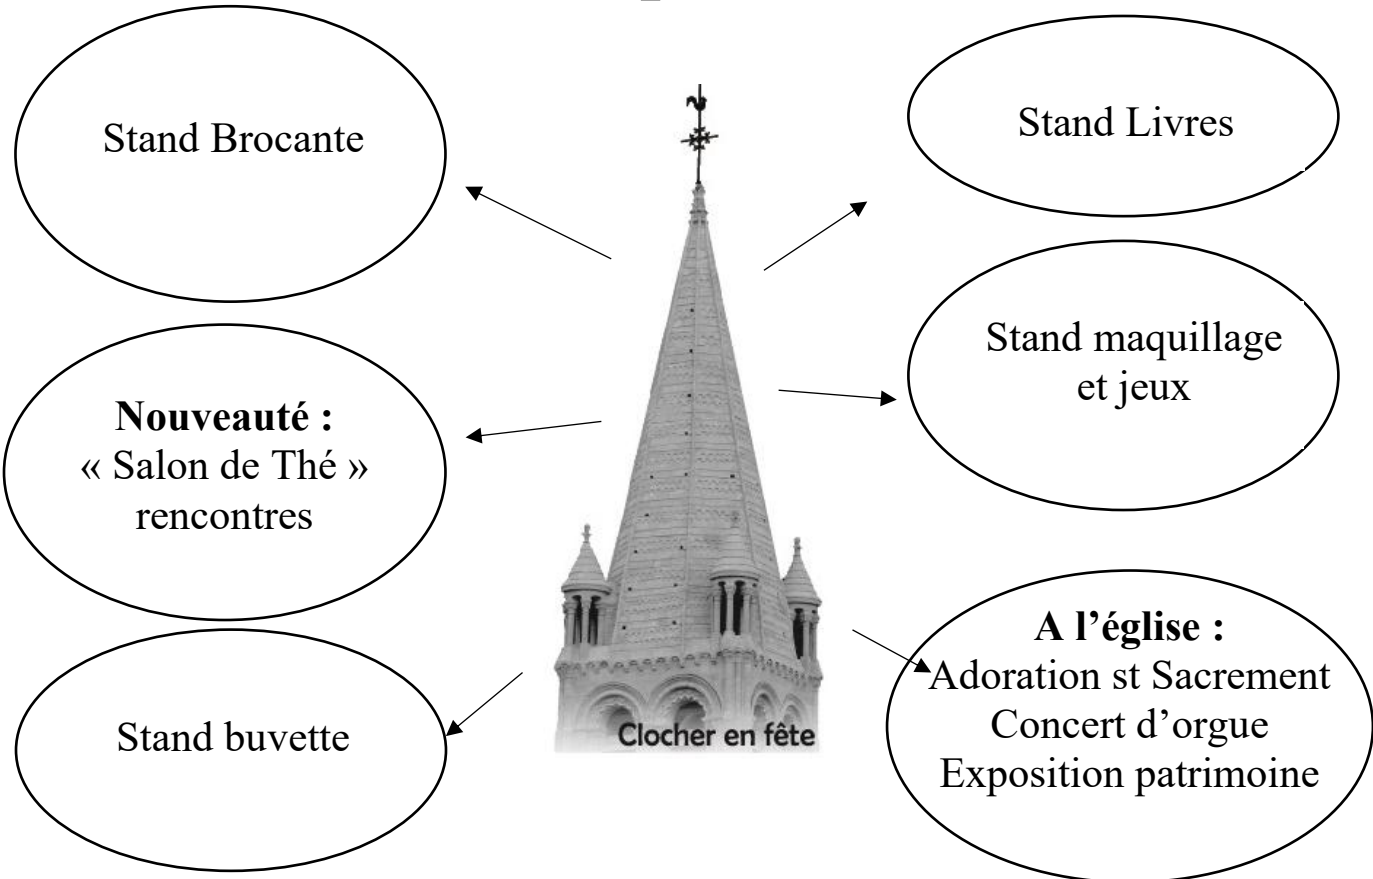 Stand Brocante
Stand Livres
Stand maquillage
et jeux
Nouveauté :
« Salon de Thé »
rencontres
A l’église :
Adoration st Sacrement
Concert d’orgue
Exposition patrimoine
Stand buvette
Clocher en fête